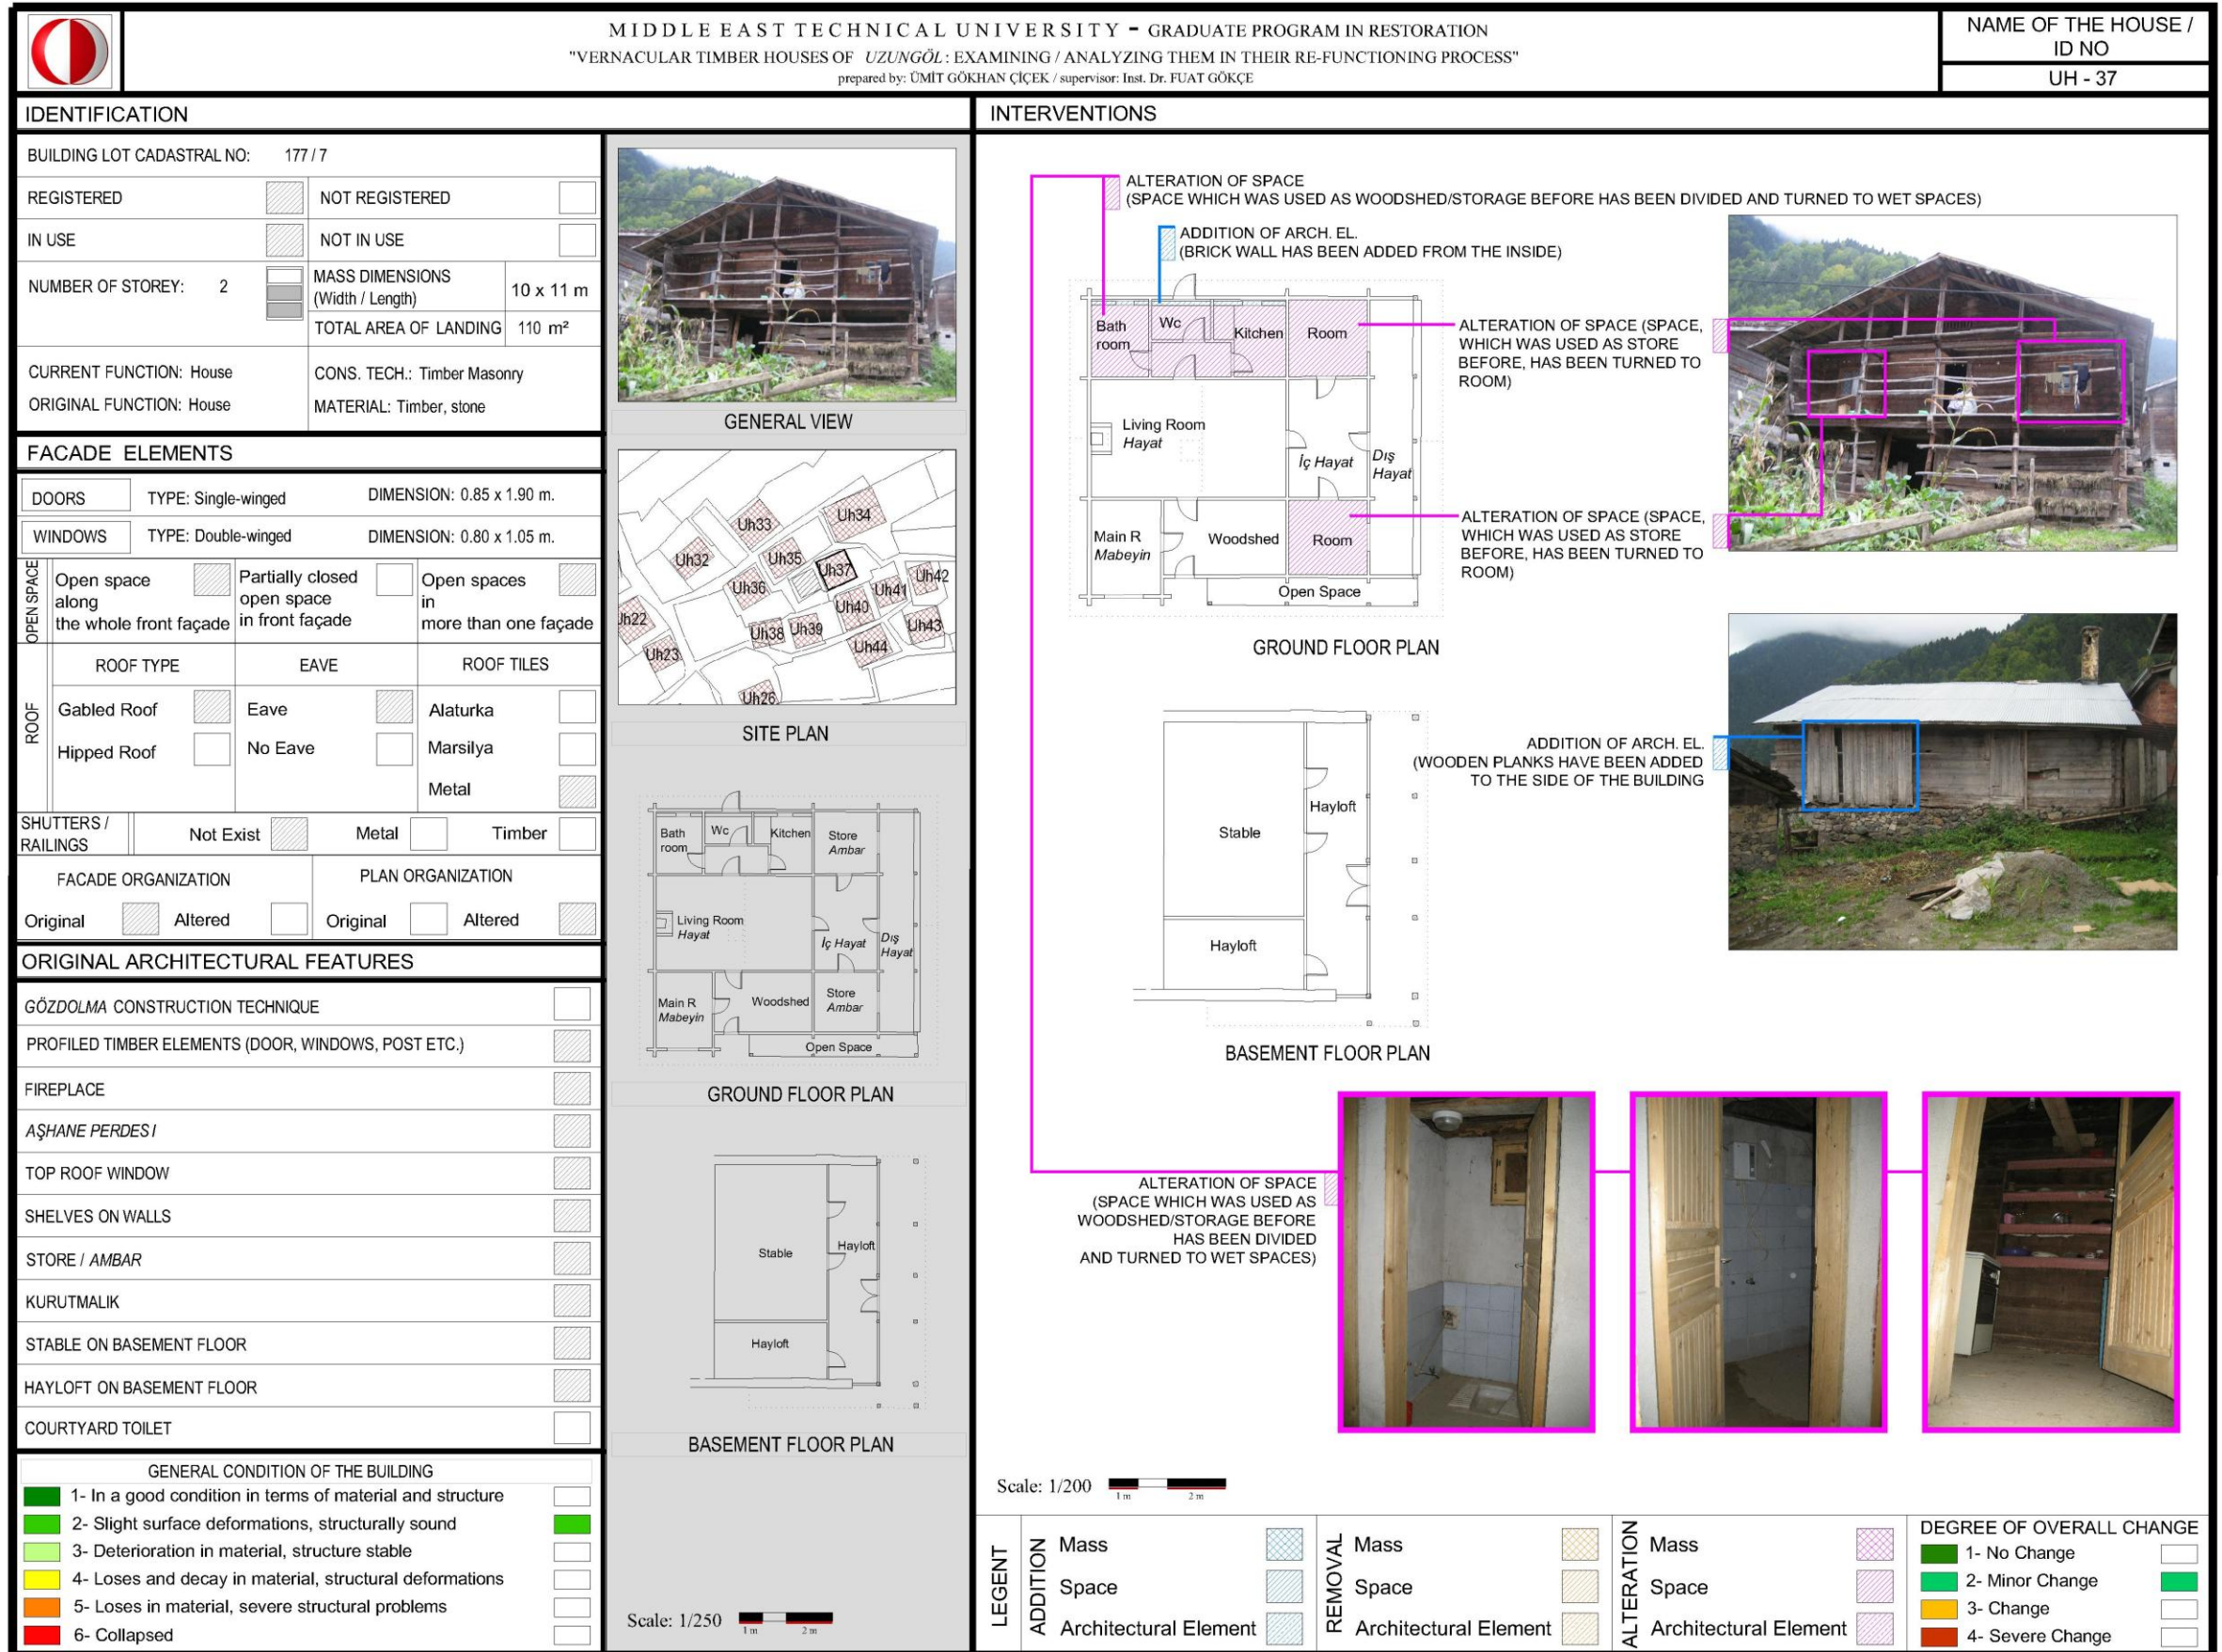 MIDDLE EAST TECHNICAL UNIVERSITY - GRADUATE PROGRAM IN RESTORATION
"VERNACULAR TIMBER HOUSES OF UZUNGÖL : EXAMINING / ANALYZING THEM IN THEIR RE-FUNCTIONING PROCESS"
prepared by: ÜMİT GÖKHAN ÇİÇEK / supervisor: Inst. Dr. FUAT GÖKÇE
NAME OF THE HOUSE /
ID NO
UH - 37
IDENTIFICATION
BUILDING LOT CADASTRAL NO: 177 / 7
REGISTERED
NOT REGISTERED
IN USE
NOT IN USE
NUMBER OF STOREY: 2
MASS DIMENSIONS
(Width / Length)
10 x 11 m
TOTAL AREA OF LANDING
110 m²
CURRENT FUNCTION: House
ORIGINAL FUNCTION: House
CONS. TECH.: Timber Masonry
MATERIAL: Timber, stone
FACADE ELEMENTS
DOORS
TYPE: Single-winged
DIMENSION: 0.85 x 1.90 m.
WINDOWS
TYPE: Double-winged
DIMENSION: 0.80 x 1.05 m.
OPEN SPACE
Open space
along
the whole front façade
Partially closed
open space
in front façade
Open spaces
in
more than one façade
ROOF
ROOF TYPE
EAVE
ROOF TILES
Gabled Roof
Eave
Alaturka
Hipped Roof
No Eave
Marsilya
Metal
SHUTTERS /
RAILINGS
Not Exist
Metal
Timber
FACADE ORGANIZATION
PLAN ORGANIZATION
Original
Altered
Original
Altered
ORIGINAL ARCHITECTURAL FEATURES
GÖZDOLMA CONSTRUCTION TECHNIQUE
PROFILED TIMBER ELEMENTS (DOOR, WINDOWS, POST ETC.)
FIREPLACE
AŞHANE PERDESI
TOP ROOF WINDOW
SHELVES ON WALLS
STORE / AMBAR
KURUTMALIK
STABLE ON BASEMENT FLOOR
HAYLOFT ON BASEMENT FLOOR
COURTYARD TOILET
GENERAL CONDITION OF THE BUILDING
1- In a good condition in terms of material and structure
2- Slight surface deformations, structurally sound
3- Deterioration in material, structure stable
4- Loses and decay in material, structural deformations
5- Loses in material, severe structural problems
6- Collapsed
GENERAL VIEW
Uh33
Uh34
Uh32
Uh35
Uh37
Uh36
Uh42
Uh41
Uh40
Uh22
Uh38
Uh39
Uh43
Uh23
Uh44
Uh26
SITE PLAN
Bath
room
Wc
Kitchen
Store
Ambar
Living Room
Hayat
İç Hayat
Dış
Hayat
Main R
Mabeyin
Woodshed
Store
Ambar
Open Space
GROUND FLOOR PLAN
Stable
Hayloft
Hayloft
BASEMENT FLOOR PLAN
Scale: 1/250
1 m
2 m
INTERVENTIONS
ALTERATION OF SPACE
(SPACE WHICH WAS USED AS WOODSHED/STORAGE BEFORE HAS BEEN DIVIDED AND TURNED TO WET SPACES)
ADDITION OF ARCH. EL.
(BRICK WALL HAS BEEN ADDED FROM THE INSIDE)
Bath
room
Wc
Kitchen
Room
Living Room
Hayat
İç Hayat
Dış
Hayat
Main R
Mabeyin
Woodshed
Room
Open Space
GROUND FLOOR PLAN
ALTERATION OF SPACE (SPACE,
WHICH WAS USED AS STORE
BEFORE, HAS BEEN TURNED TO
ROOM)
ALTERATION OF SPACE (SPACE,
WHICH WAS USED AS STORE
BEFORE, HAS BEEN TURNED TO
ROOM)
Stable
Hayloft
Hayloft
BASEMENT FLOOR PLAN
ADDITION OF ARCH. EL.
(WOODEN PLANKS HAVE BEEN ADDED
TO THE SIDE OF THE BUILDING
ALTERATION OF SPACE
(SPACE WHICH WAS USED AS
WOODSHED/STORAGE BEFORE
HAS BEEN DIVIDED
AND TURNED TO WET SPACES)
Scale: 1/200
1 m
2 m
LEGENT
ADDITION
Mass
Space
Architectural Element
REMOVAL
Mass
Space
Architectural Element
ALTERATION
Mass
Space
Architectural Element
DEGREE OF OVERALL CHANGE
1- No Change
2- Minor Change
3- Change
4- Severe Change